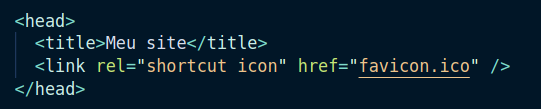 <head>
  <title>Meu site</title>
  <link rel="shortcut icon" href="favicon.ico" />
</head>